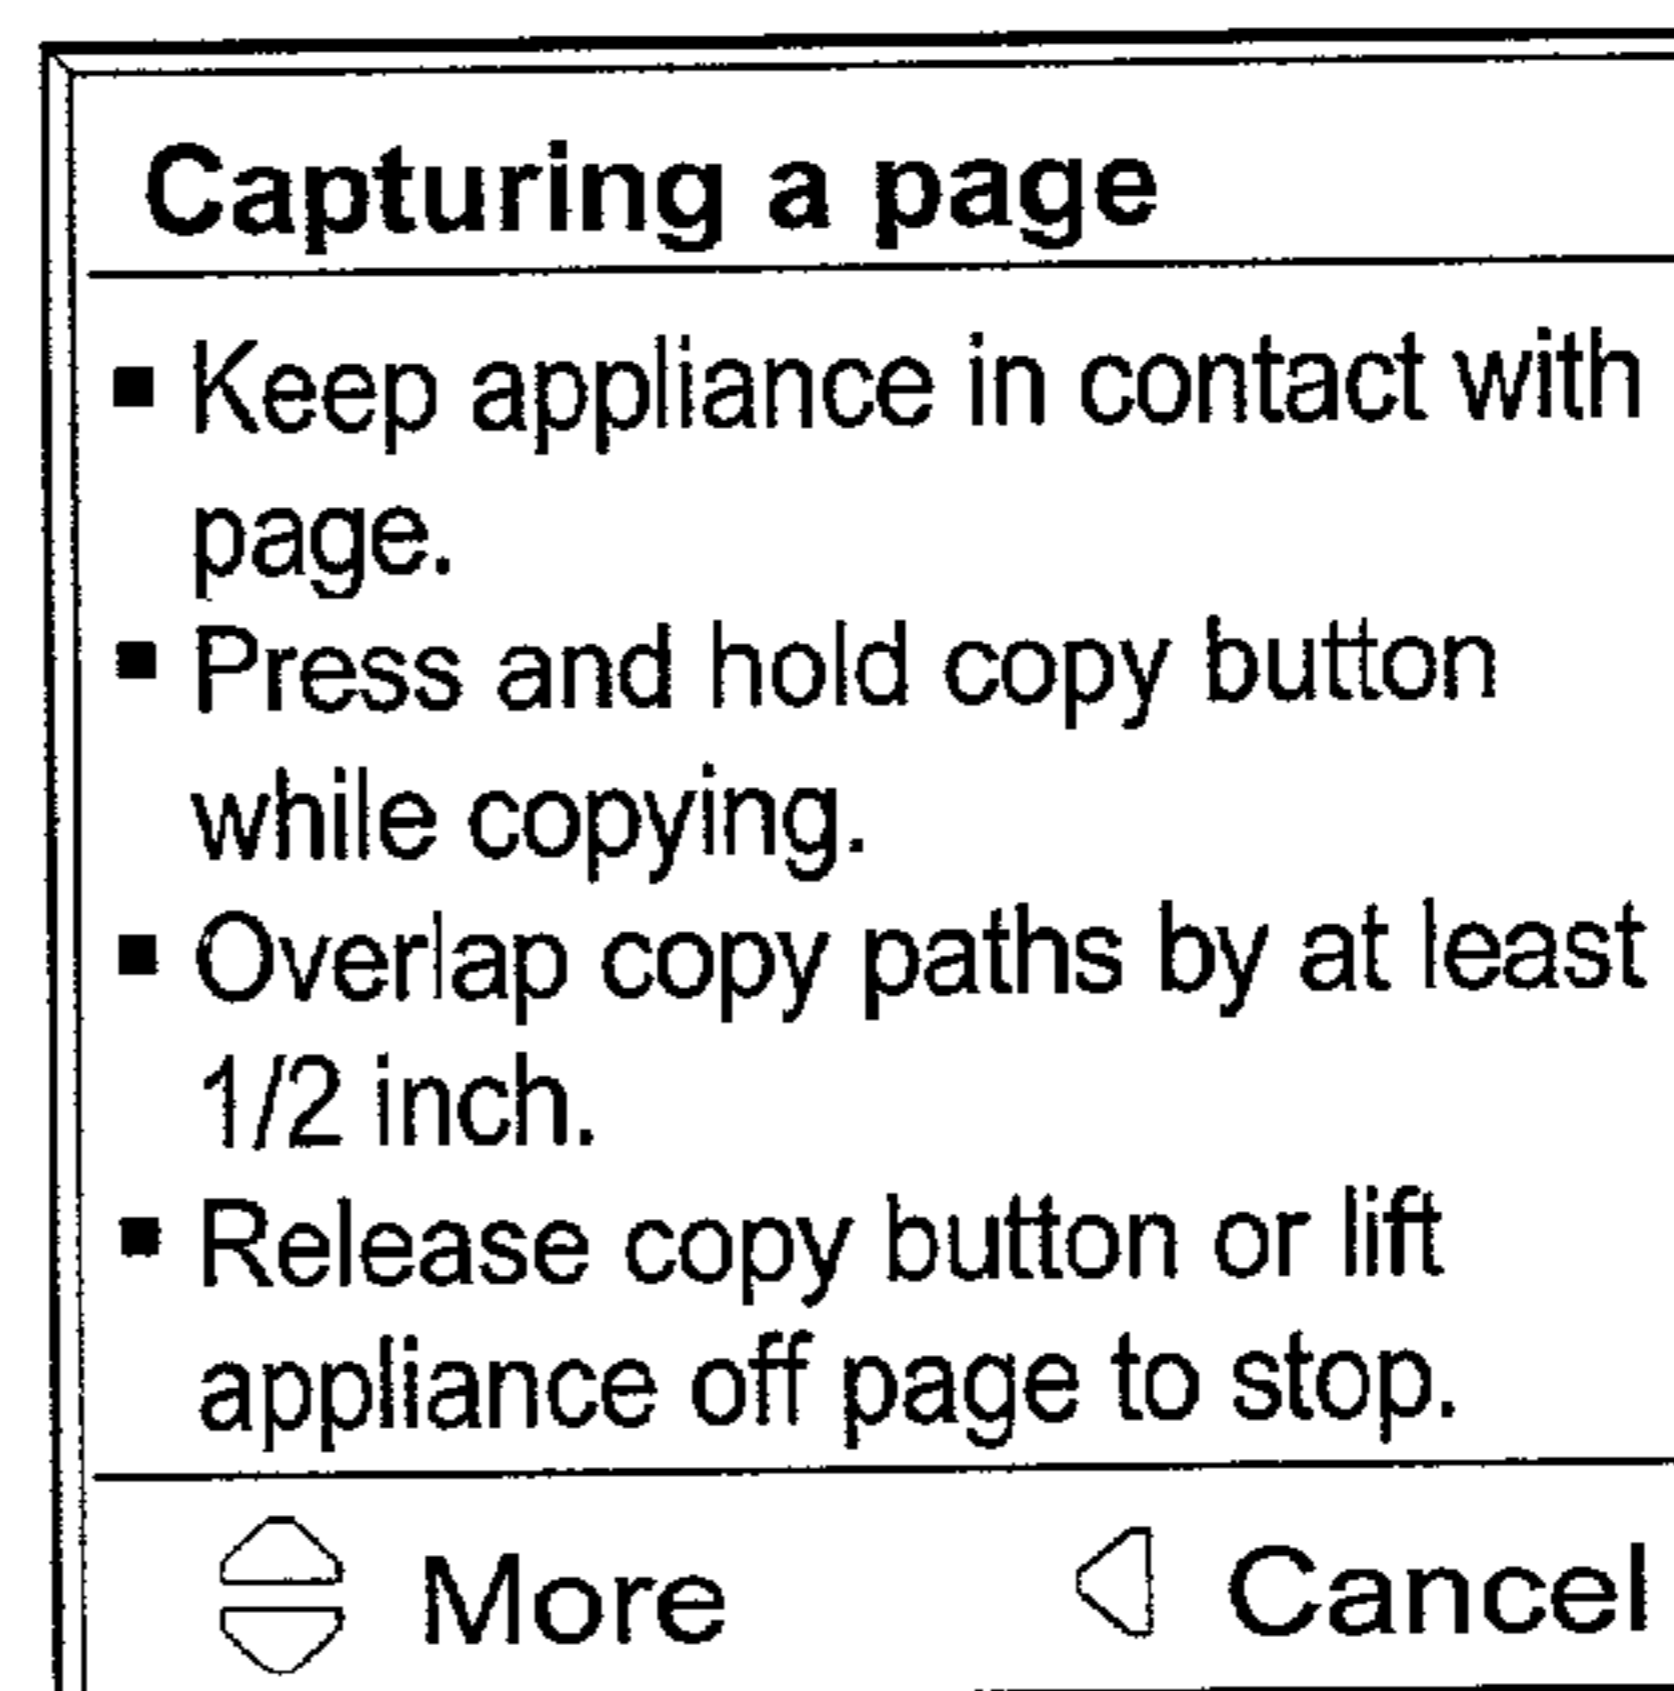 Capturing a page
▪ Keep appliance in contact with
page.
▪ Press and hold copy button
while copying.
▪ Overlap copy paths by at least
1/2 inch.
▪ Release copy button or lift
appliance off page to stop.
More Cancel